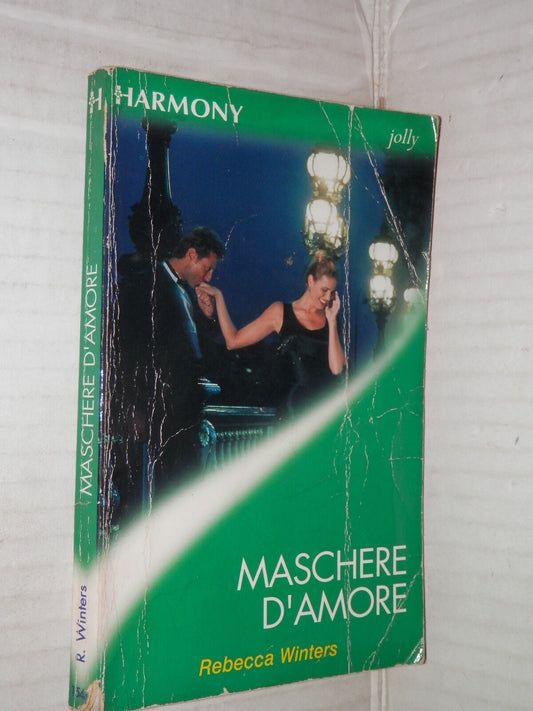 HARMONY
jolly
MASCHERE
D'AMORE
Rebecca Winters
MASCHERE D'AMORE
R. Winters